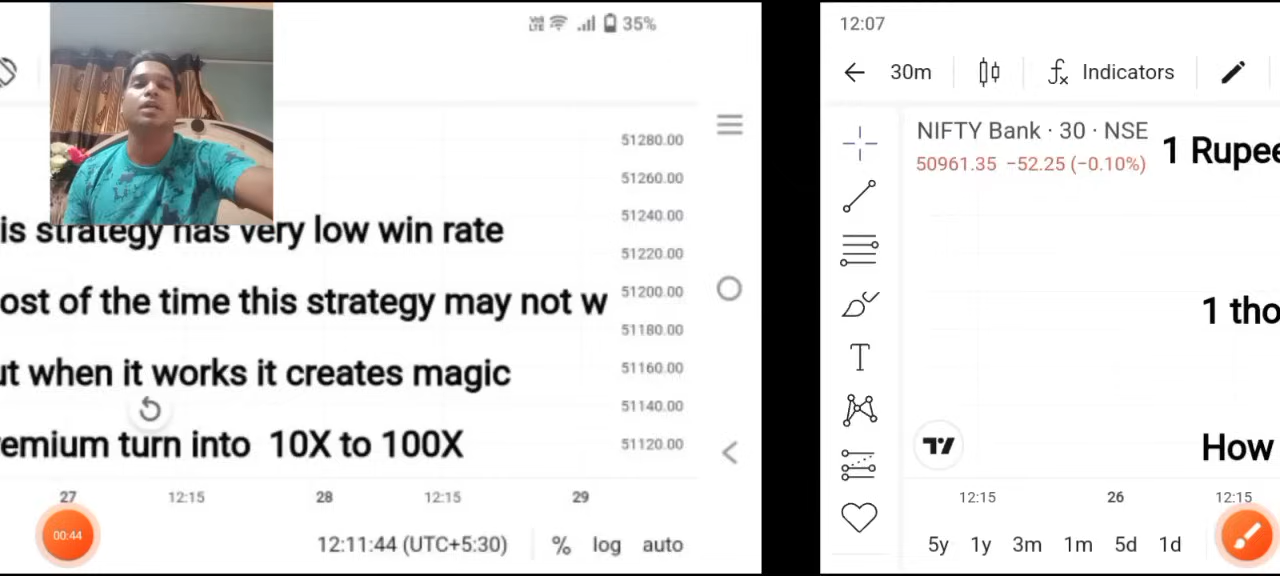 35%
51280.00
51260.00
51240.00
is strategy has very low win rate
51220.00
ost of the time this strategy may not w
51200.00
51180.00
ut when it works it creates magic
51160.00
51140.00
remium turn into 10X to 100X
51120.00
27 12:15 28 12:15 29
00:44
12:11:44 (UTC+5:30) % log auto
12:07
30m Indicators
NIFTY Bank · 30 · NSE
50961.35 −52.25 (−0.10%)
1 Rupee
T
1 tho
How
12:15 26 12:15
5y 1y 3m 1m 5d 1d